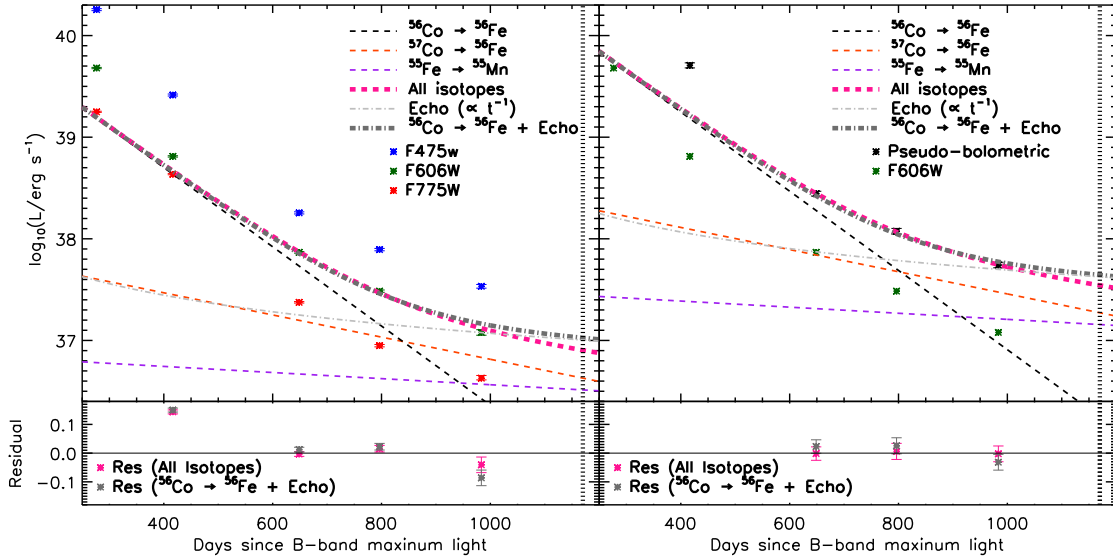 40
39
38
37
log₁₀(L/erg s⁻¹)
⁵⁶Co → ⁵⁶Fe
⁵⁷Co → ⁵⁶Fe
⁵⁵Fe → ⁵⁵Mn
All isotopes
Echo (∝ t⁻¹)
⁵⁶Co → ⁵⁶Fe + Echo
F475w
F606W
F775W
⁵⁶Co → ⁵⁶Fe
⁵⁷Co → ⁵⁶Fe
⁵⁵Fe → ⁵⁵Mn
All isotopes
Echo (∝ t⁻¹)
⁵⁶Co → ⁵⁶Fe + Echo
Pseudo-bolometric
F606W
0.1
0.0
-0.1
Residual
Res (All Isotopes)
Res (⁵⁶Co → ⁵⁶Fe + Echo)
Res (All Isotopes)
Res (⁵⁶Co → ⁵⁶Fe + Echo)
400 600 800 1000
Days since B-band maxinum light
400 600 800 1000
Days since B-band maxinum light